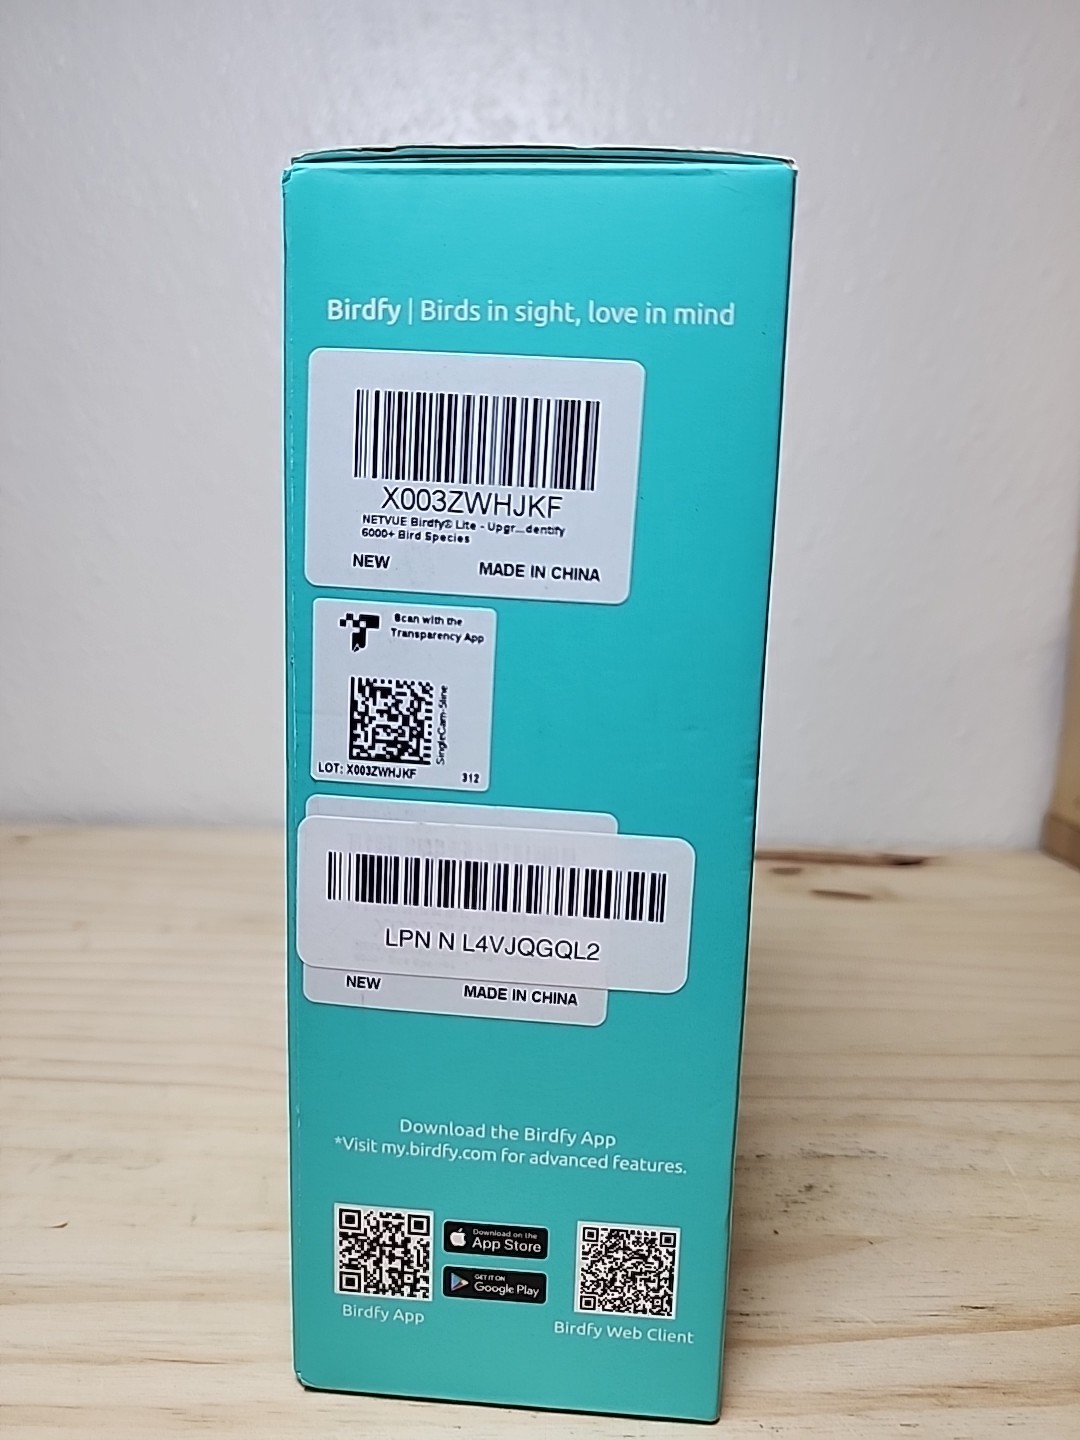 Birdfy | Birds in sight, love in mind
X003ZWHJKF
NETVUE Birdfy® Lite - Upgr...dentify
6000+ Bird Species
NEW MADE IN CHINA
Scan with the
Transparency App
SingleCam-Sline
LOT: X003ZWHJKF 312
LPN N L4VJQGQL2
NEW MADE IN CHINA
Download the Birdfy App
*Visit my.birdfy.com for advanced features.
Download on the
App Store
GET IT ON
Google Play
Birdfy App
Birdfy Web Client